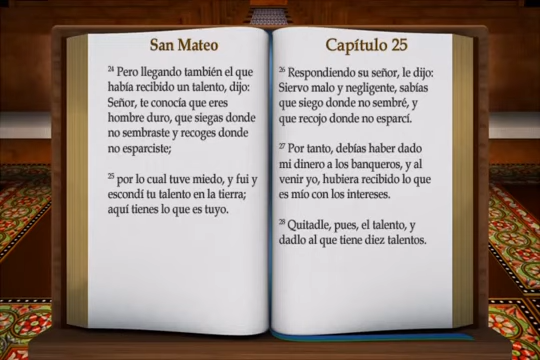 San Mateo
24 Pero llegando también el que
había recibido un talento, dijo:
Señor, te conocía que eres
hombre duro, que siegas donde
no sembraste y recoges donde
no esparciste;
25 por lo cual tuve miedo, y fui y
escondí tu talento en la tierra;
aquí tienes lo que es tuyo.
Capítulo 25
26 Respondiendo su señor, le dijo:
Siervo malo y negligente, sabías
que siego donde no sembré, y
que recojo donde no esparcí.
27 Por tanto, debías haber dado
mi dinero a los banqueros, y al
venir yo, hubiera recibido lo que
es mío con los intereses.
28 Quitadle, pues, el talento, y
dadlo al que tiene diez talentos.